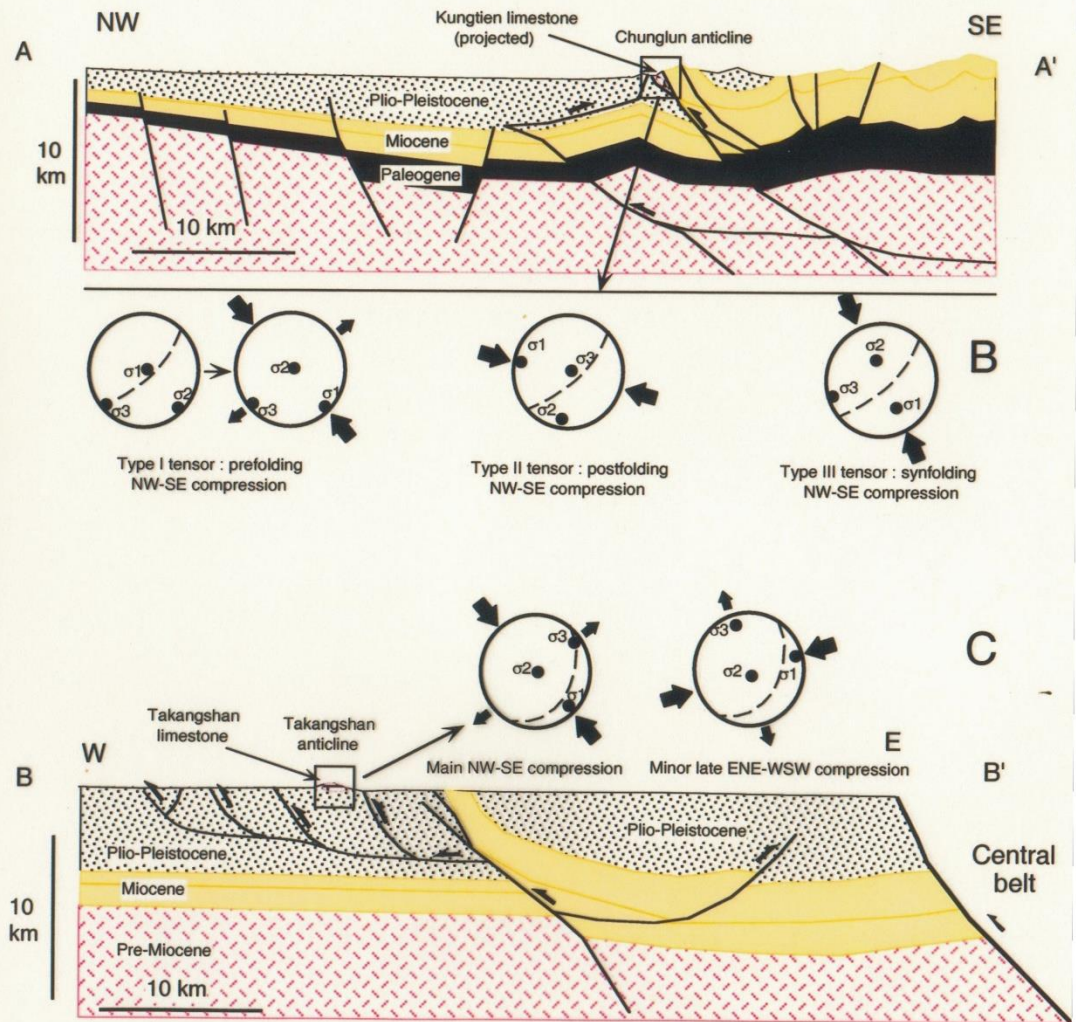 NW
Kungtien limestone
(projected)
Chunglun anticline
SE
A
A'
Plio-Pleistocene
Miocene
Paleogene
10
km
10 km
σ1
σ3
σ2
σ2
σ3
σ1
σ1
σ3
σ2
σ2
σ3
σ1
B
Type I tensor : prefolding
NW-SE compression
Type II tensor : postfolding
NW-SE compression
Type III tensor : synfolding
NW-SE compression
σ3
σ2
σ1
σ3
σ2
σ1
C
Takangshan
limestone
Takangshan
anticline
W
E
Main NW-SE compression
Minor late ENE-WSW compression
B
B'
Plio-Pleistocene
Plio-Pleistocene
Miocene
Central
belt
10
km
Pre-Miocene
10 km